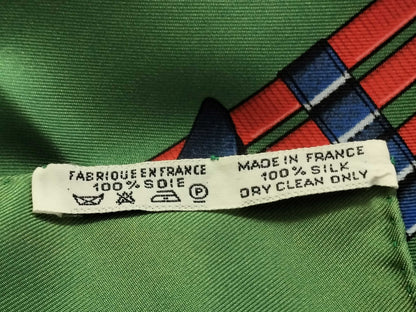 FABRIQUE EN FRANCE
100% SOIE
P
MADE IN FRANCE
100% SILK
DRY CLEAN ONLY